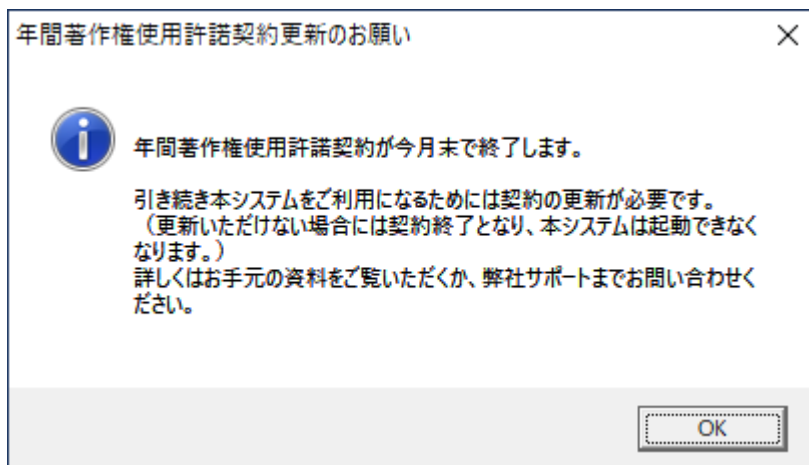 年間著作権使用許諾契約更新のお願い
年間著作権使用許諾契約が今月末で終了します。
引き続き本システムをご利用になるためには契約の更新が必要です。
（更新いただけない場合には契約終了となり、本システムは起動できなく
なります。）
詳しくはお手元の資料をご覧いただくか、弊社サポートまでお問い合わせく
ださい。
OK